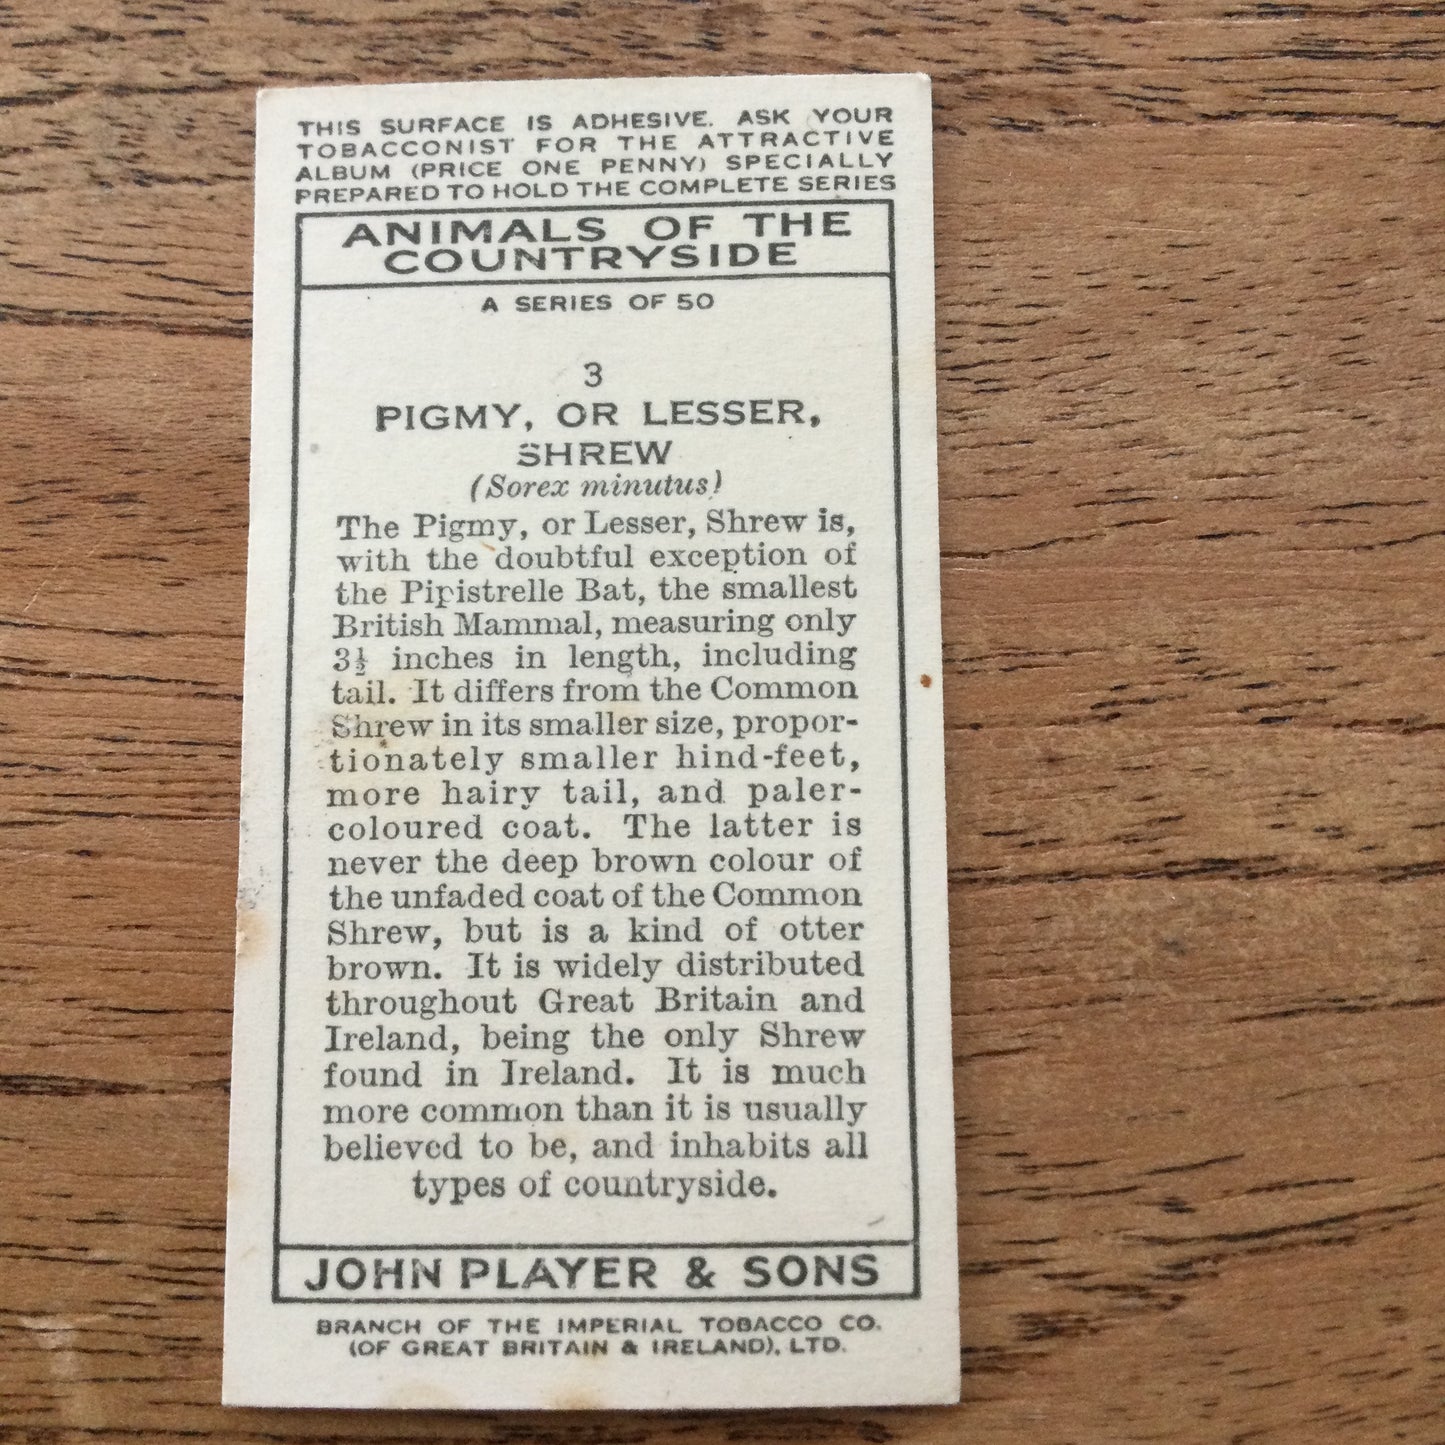 THIS SURFACE IS ADHESIVE. ASK YOUR
TOBACCONIST FOR THE ATTRACTIVE
ALBUM (PRICE ONE PENNY) SPECIALLY
PREPARED TO HOLD THE COMPLETE SERIES
ANIMALS OF THE
COUNTRYSIDE
A SERIES OF 50
3
PIGMY, OR LESSER,
SHREW
(Sorex minutus)
The Pigmy, or Lesser, Shrew is,
with the doubtful exception of
the Pipistrelle Bat, the smallest
British Mammal, measuring only
3½ inches in length, including
tail. It differs from the Common
Shrew in its smaller size, propor-
tionately smaller hind-feet,
more hairy tail, and paler-
coloured coat. The latter is
never the deep brown colour of
the unfaded coat of the Common
Shrew, but is a kind of otter
brown. It is widely distributed
throughout Great Britain and
Ireland, being the only Shrew
found in Ireland. It is much
more common than it is usually
believed to be, and inhabits all
types of countryside.
JOHN PLAYER & SONS
BRANCH OF THE IMPERIAL TOBACCO CO.
(OF GREAT BRITAIN & IRELAND), LTD.